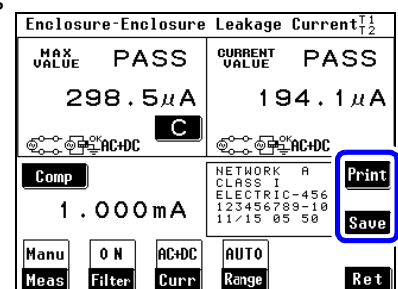 Enclosure-Enclosure Leakage Current T1 T2
MAX VALUE PASS
298.5µA
C
OK AC+DC
CURRENT VALUE PASS
194.1µA
OK AC+DC
Comp
1.000mA
NETWORK A
CLASS I
ELECTRIC-456
123456789-10
11/15 05 50
Print
Save
Manu ON AC+DC AUTO
Meas Filter Curr Range Ret